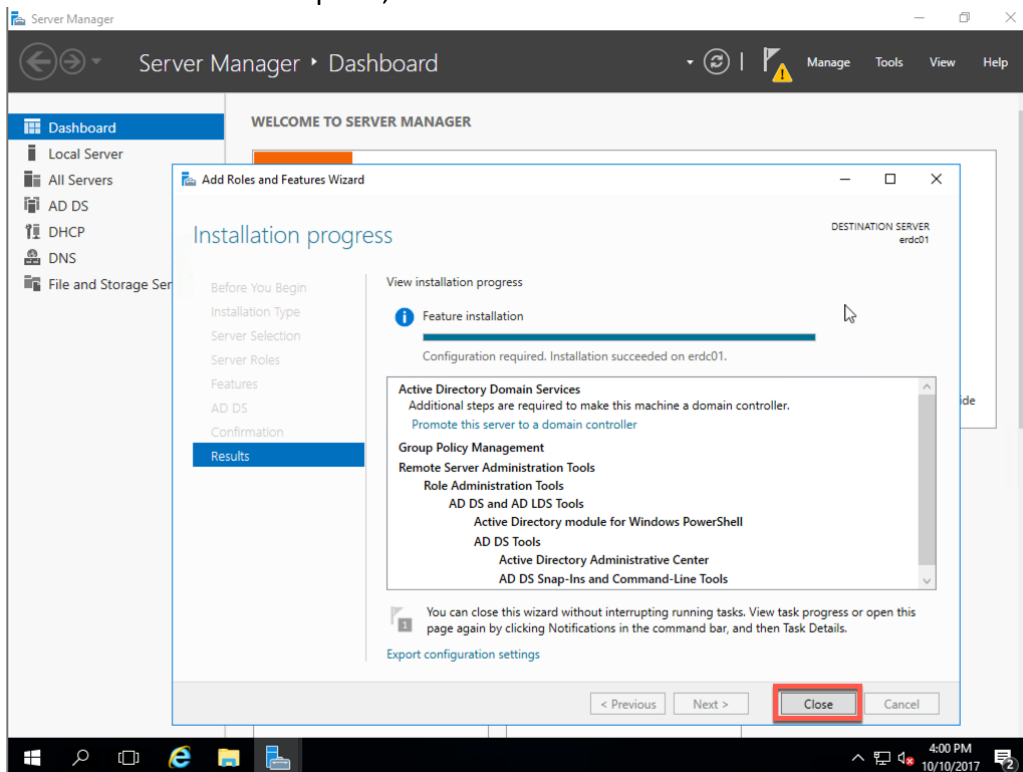 Server Manager
Server Manager • Dashboard
Manage Tools View Help
Dashboard
Local Server
All Servers
AD DS
DHCP
DNS
File and Storage Ser
WELCOME TO SERVER MANAGER
Add Roles and Features Wizard
Installation progress
DESTINATION SERVER
erdc01
Before You Begin
Installation Type
Server Selection
Server Roles
Features
AD DS
Confirmation
Results
View installation progress
Feature installation
Configuration required. Installation succeeded on erdc01.
Active Directory Domain Services
Additional steps are required to make this machine a domain controller.
Promote this server to a domain controller
Group Policy Management
Remote Server Administration Tools
Role Administration Tools
AD DS and AD LDS Tools
Active Directory module for Windows PowerShell
AD DS Tools
Active Directory Administrative Center
AD DS Snap-Ins and Command-Line Tools
ide
1
You can close this wizard without interrupting running tasks. View task progress or open this
page again by clicking Notifications in the command bar, and then Task Details.
Export configuration settings
< Previous Next > Close Cancel
4:00 PM
10/10/2017
2